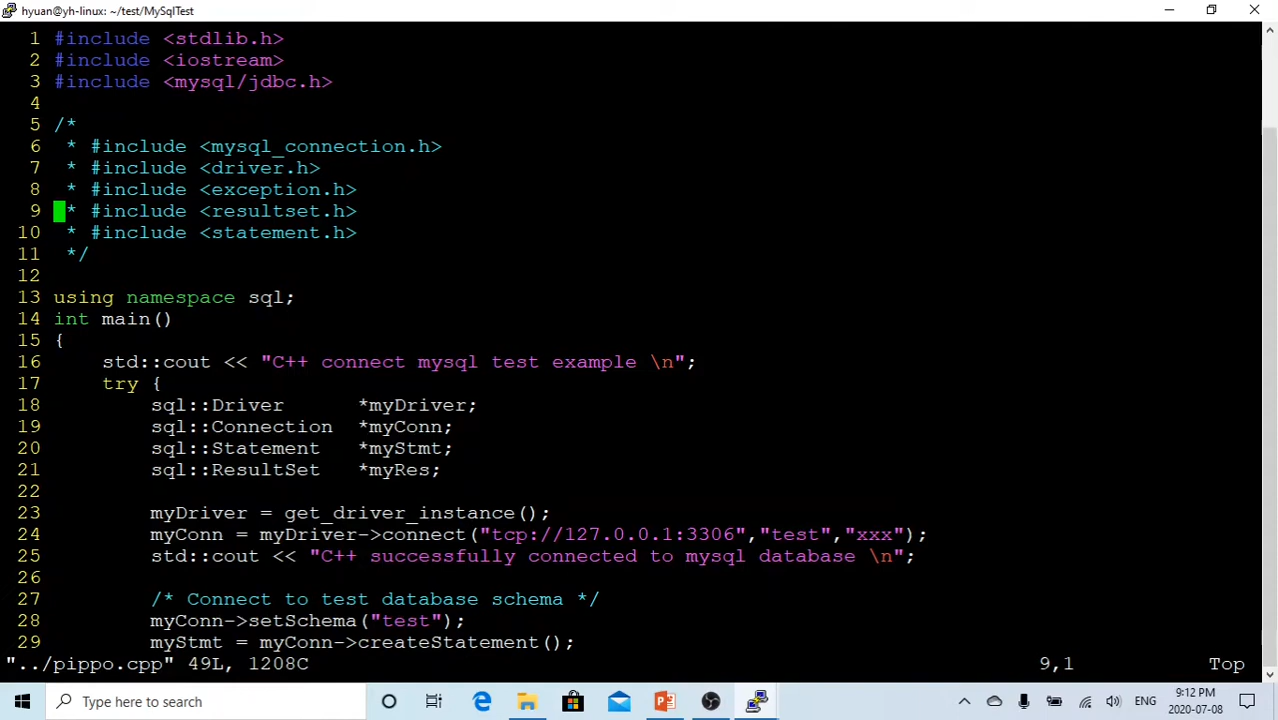 hyuan@yh-linux: ~/test/MySqlTest
1 #include <stdlib.h>
2 #include <iostream>
3 #include <mysql/jdbc.h>
4
5 /*
6  * #include <mysql_connection.h>
7  * #include <driver.h>
8  * #include <exception.h>
9  * #include <resultset.h>
10  * #include <statement.h>
11  */
12
13 using namespace sql;
14 int main()
15 {
16     std::cout << "C++ connect mysql test example \n";
17     try {
18         sql::Driver      *myDriver;
19         sql::Connection  *myConn;
20         sql::Statement   *myStmt;
21         sql::ResultSet   *myRes;
22
23         myDriver = get_driver_instance();
24         myConn = myDriver->connect("tcp://127.0.0.1:3306","test","xxx");
25         std::cout << "C++ successfully connected to mysql database \n";
26
27         /* Connect to test database schema */
28         myConn->setSchema("test");
29         myStmt = myConn->createStatement();
"../pippo.cpp" 49L, 1208C 9,1 Top
Type here to search ENG 9:12 PM
2020-07-08